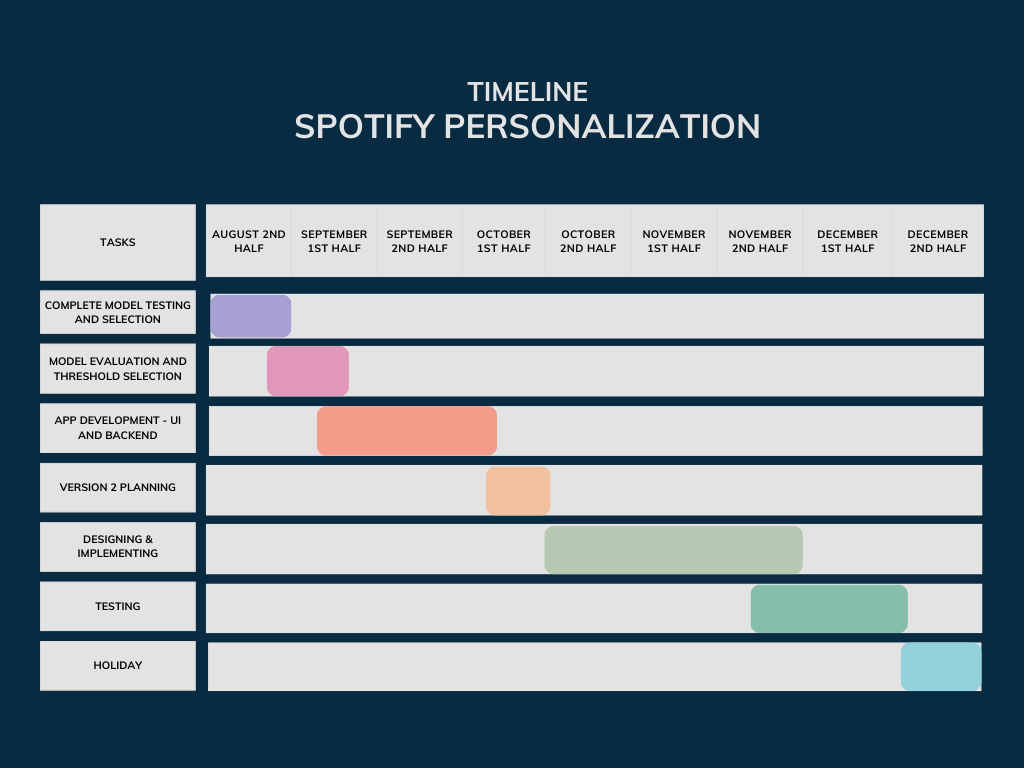 TIMELINE
SPOTIFY PERSONALIZATION
TASKS
AUGUST 2ND
HALF
SEPTEMBER
1ST HALF
SEPTEMBER
2ND HALF
OCTOBER
1ST HALF
OCTOBER
2ND HALF
NOVEMBER
1ST HALF
NOVEMBER
2ND HALF
DECEMBER
1ST HALF
DECEMBER
2ND HALF
COMPLETE MODEL TESTING
AND SELECTION
MODEL EVALUATION AND
THRESHOLD SELECTION
APP DEVELOPMENT - UI
AND BACKEND
VERSION 2 PLANNING
DESIGNING &
IMPLEMENTING
TESTING
HOLIDAY